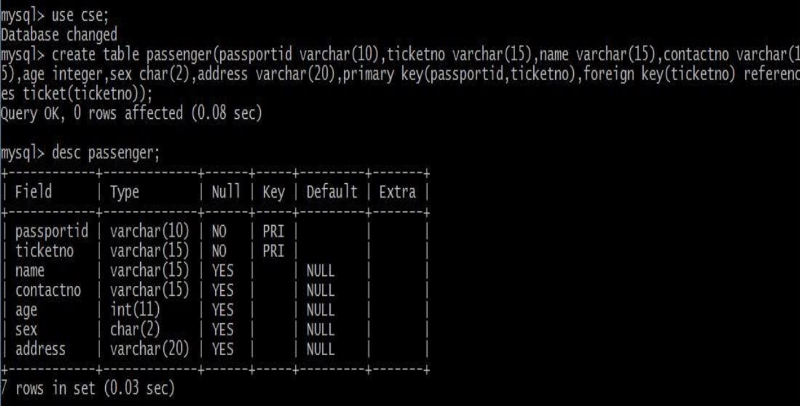 mysql> use cse;
Database changed
mysql> create table passenger(passportid varchar(10),ticketno varchar(15),name varchar(15),contactno varchar(1
5),age integer,sex char(2),address varchar(20),primary key(passportid,ticketno),foreign key(ticketno) referenc
es ticket(ticketno));
Query OK, 0 rows affected (0.08 sec)
mysql> desc passenger;
+------------+-------------+------+-----+---------+-------+
| Field | Type | Null | Key | Default | Extra |
+------------+-------------+------+-----+---------+-------+
| passportid | varchar(10) | NO | PRI | | |
| ticketno | varchar(15) | NO | PRI | | |
| name | varchar(15) | YES | | NULL | |
| contactno | varchar(15) | YES | | NULL | |
| age | int(11) | YES | | NULL | |
| sex | char(2) | YES | | NULL | |
| address | varchar(20) | YES | | NULL | |
+------------+-------------+------+-----+---------+-------+
7 rows in set (0.03 sec)